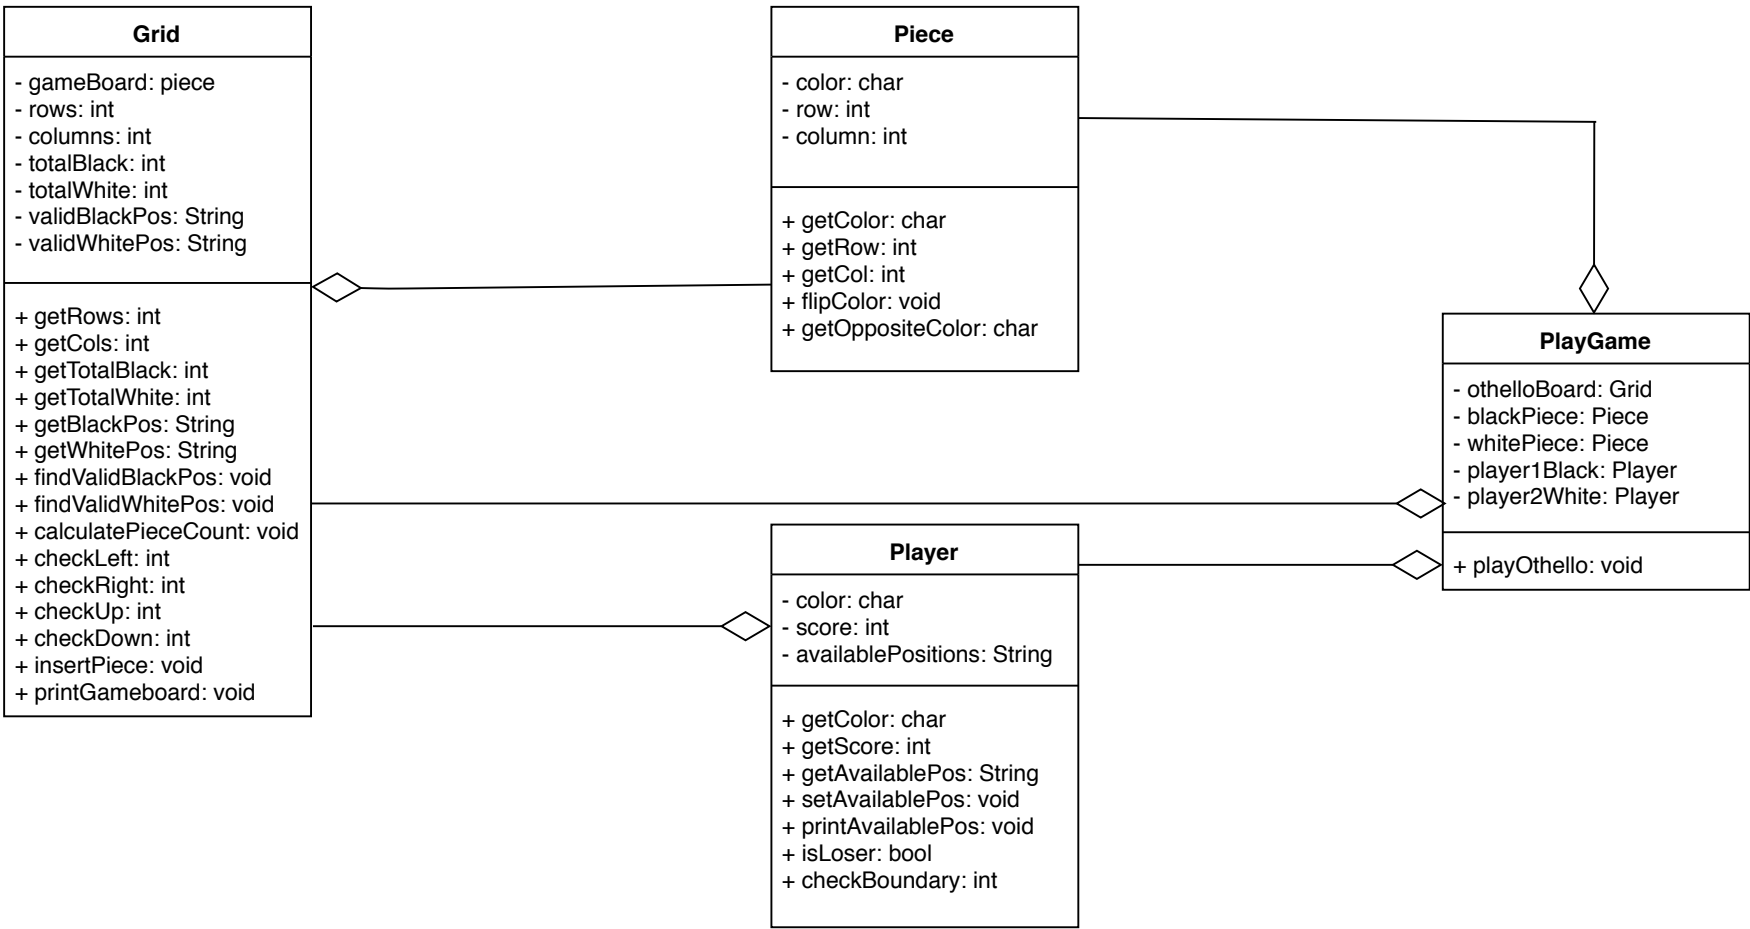 Grid
- gameBoard: piece
- rows: int
- columns: int
- totalBlack: int
- totalWhite: int
- validBlackPos: String
- validWhitePos: String
+ getRows: int
+ getCols: int
+ getTotalBlack: int
+ getTotalWhite: int
+ getBlackPos: String
+ getWhitePos: String
+ findValidBlackPos: void
+ findValidWhitePos: void
+ calculatePieceCount: void
+ checkLeft: int
+ checkRight: int
+ checkUp: int
+ checkDown: int
+ insertPiece: void
+ printGameboard: void
Piece
- color: char
- row: int
- column: int
+ getColor: char
+ getRow: int
+ getCol: int
+ flipColor: void
+ getOppositeColor: char
Player
- color: char
- score: int
- availablePositions: String
+ getColor: char
+ getScore: int
+ getAvailablePos: String
+ setAvailablePos: void
+ printAvailablePos: void
+ isLoser: bool
+ checkBoundary: int
PlayGame
- othelloBoard: Grid
- blackPiece: Piece
- whitePiece: Piece
- player1Black: Player
- player2White: Player
+ playOthello: void